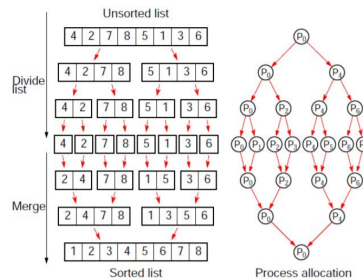 Unsorted list
4 2 7 8 5 1 3 6
Divide
list
4 2 7 8 5 1 3 6
4 2 7 8 5 1 3 6
4 2 7 8 5 1 3 6
Merge
2 4 7 8 1 5 3 6
2 4 7 8 1 3 5 6
1 2 3 4 5 6 7 8
Sorted list
P0
P0 P4
P0 P2 P4 P6
P0 P1 P2 P3 P4 P5 P6 P7
P0 P2 P4 P6
P0 P4
P0
Process allocation